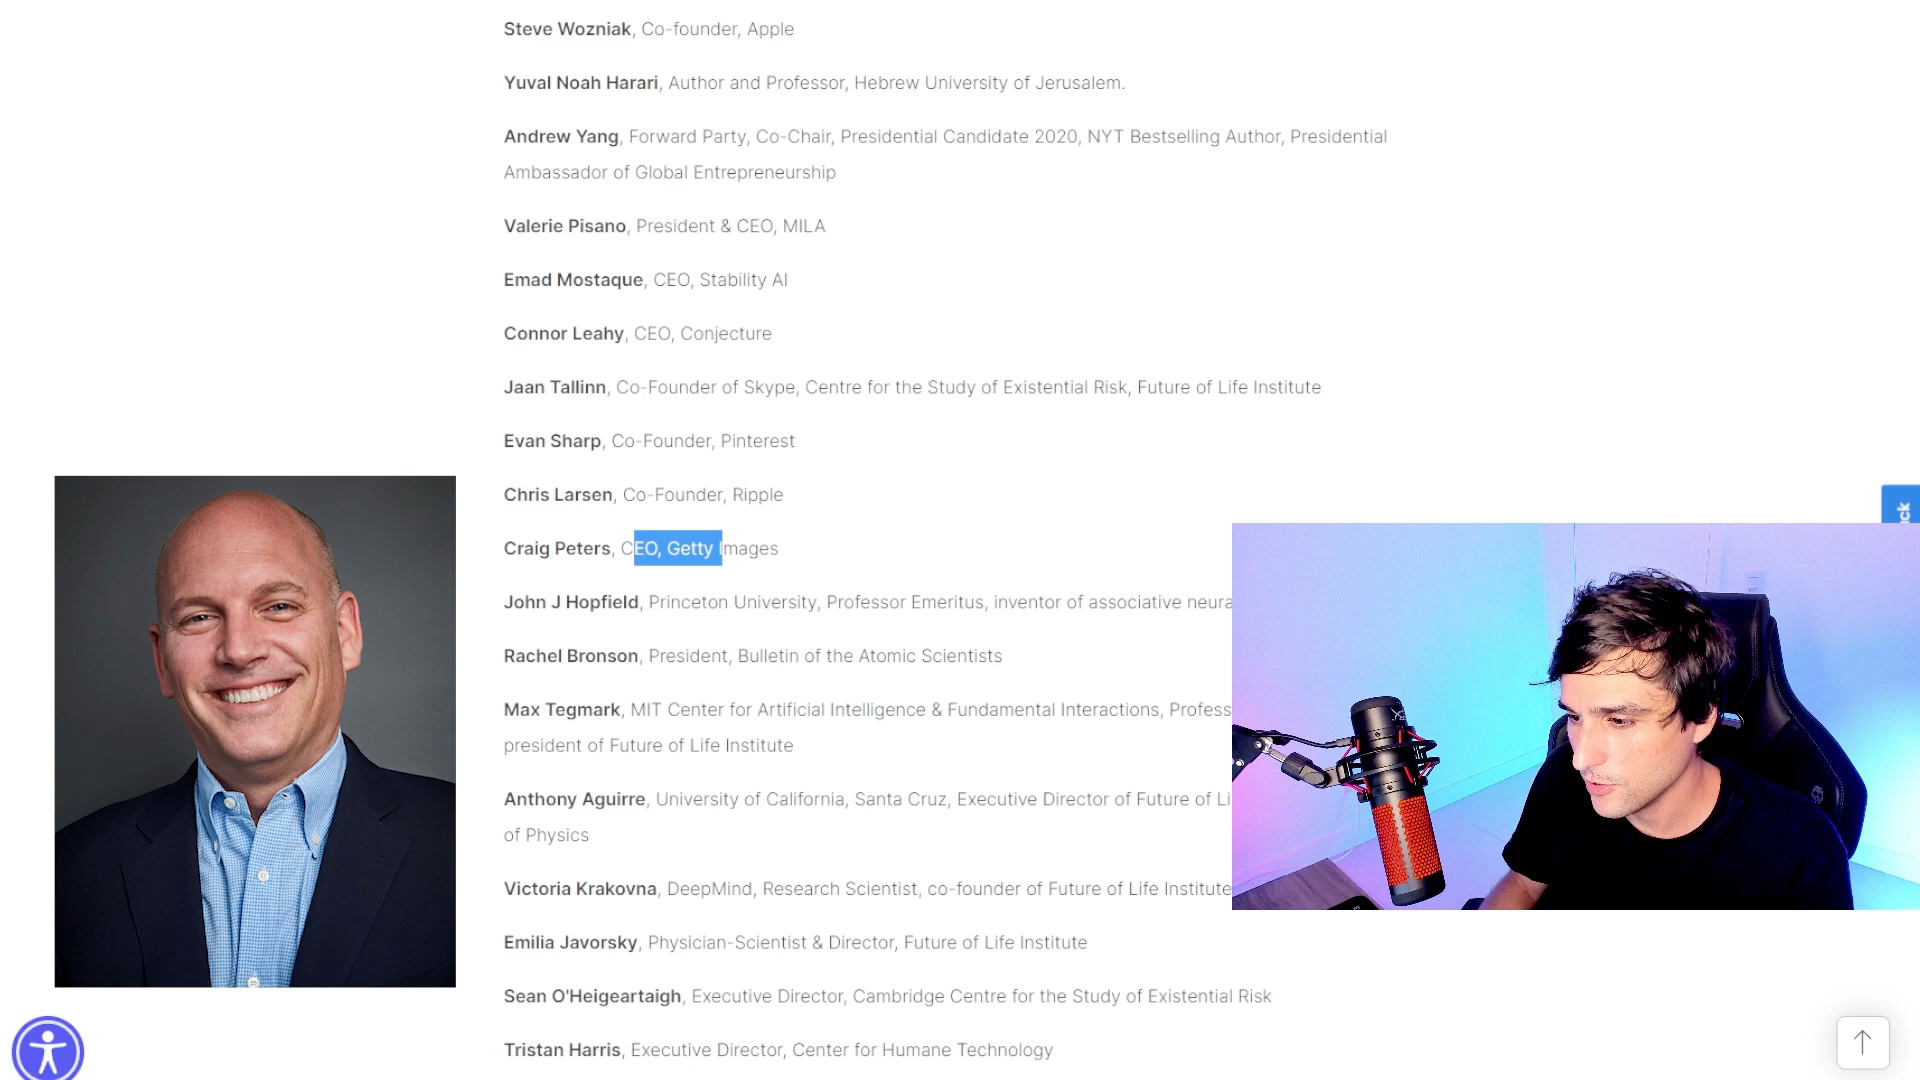 Steve Wozniak, Co-founder, Apple
Yuval Noah Harari, Author and Professor, Hebrew University of Jerusalem.
Andrew Yang, Forward Party, Co-Chair, Presidential Candidate 2020, NYT Bestselling Author, Presidential
Ambassador of Global Entrepreneurship
Valerie Pisano, President & CEO, MILA
Emad Mostaque, CEO, Stability AI
Connor Leahy, CEO, Conjecture
Jaan Tallinn, Co-Founder of Skype, Centre for the Study of Existential Risk, Future of Life Institute
Evan Sharp, Co-Founder, Pinterest
Chris Larsen, Co-Founder, Ripple
Craig Peters, CEO, Getty Images
John J Hopfield, Princeton University, Professor Emeritus, inventor of associative
Rachel Bronson, President, Bulletin of the Atomic Scientists
Max Tegmark, MIT Center for Artificial Intelligence & Fundamental Interactions,
president of Future of Life Institute
Anthony Aguirre, University of California, Santa Cruz, Executive Director of Future of
of Physics
Victoria Krakovna, DeepMind, Research Scientist, co-founder of Future of Life Institute
Emilia Javorsky, Physician-Scientist & Director, Future of Life Institute
Sean O'Heigeartaigh, Executive Director, Cambridge Centre for the Study of Existential Risk
Tristan Harris, Executive Director, Center for Humane Technology